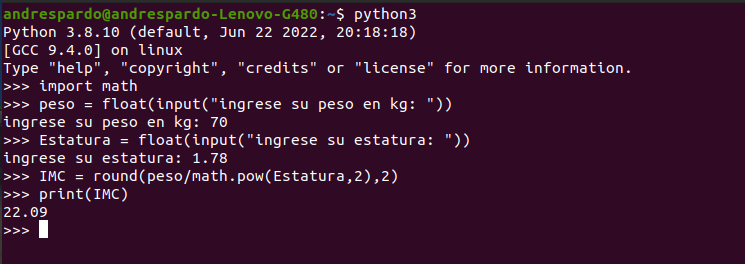 andrespardo@andrespardo-Lenovo-G480:~$ python3
Python 3.8.10 (default, Jun 22 2022, 20:18:18)
[GCC 9.4.0] on linux
Type "help", "copyright", "credits" or "license" for more information.
>>> import math
>>> peso = float(input("ingrese su peso en kg: "))
ingrese su peso en kg: 70
>>> Estatura = float(input("ingrese su estatura: "))
ingrese su estatura: 1.78
>>> IMC = round(peso/math.pow(Estatura,2),2)
>>> print(IMC)
22.09
>>>